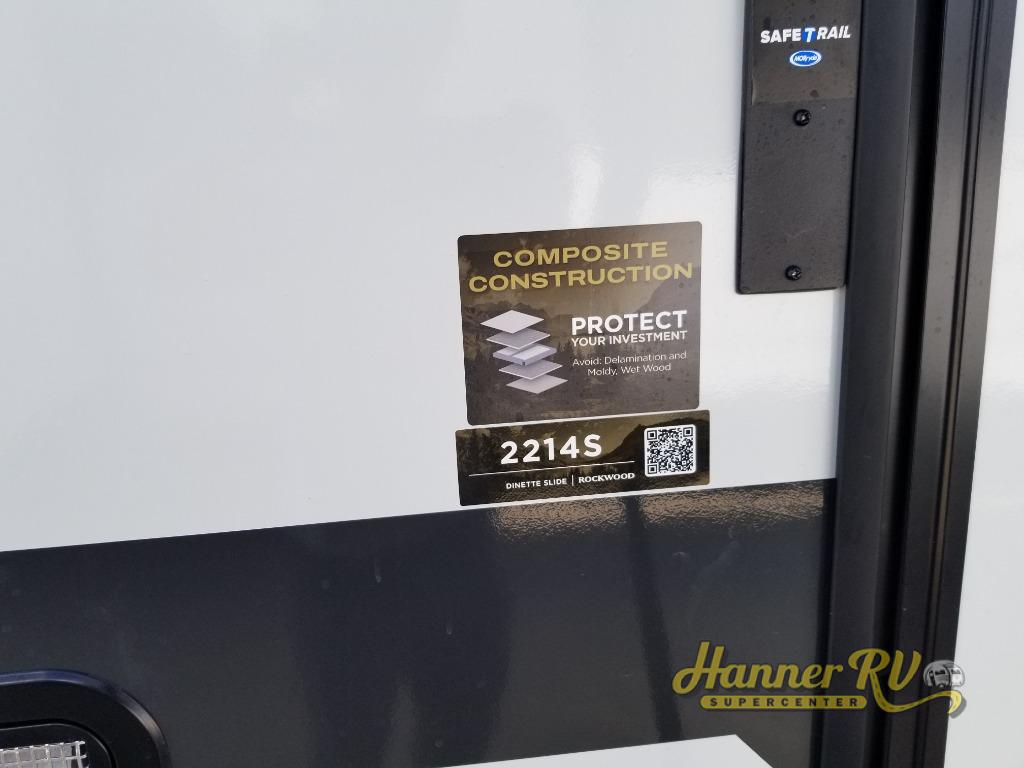 SAFE T RAIL
MORryde
COMPOSITE
CONSTRUCTION
PROTECT
YOUR INVESTMENT
Avoid: Delamination and
Moldy, Wet Wood
2214S
DINETTE SLIDE | ROCKWOOD
Hanner RV
SUPERCENTER